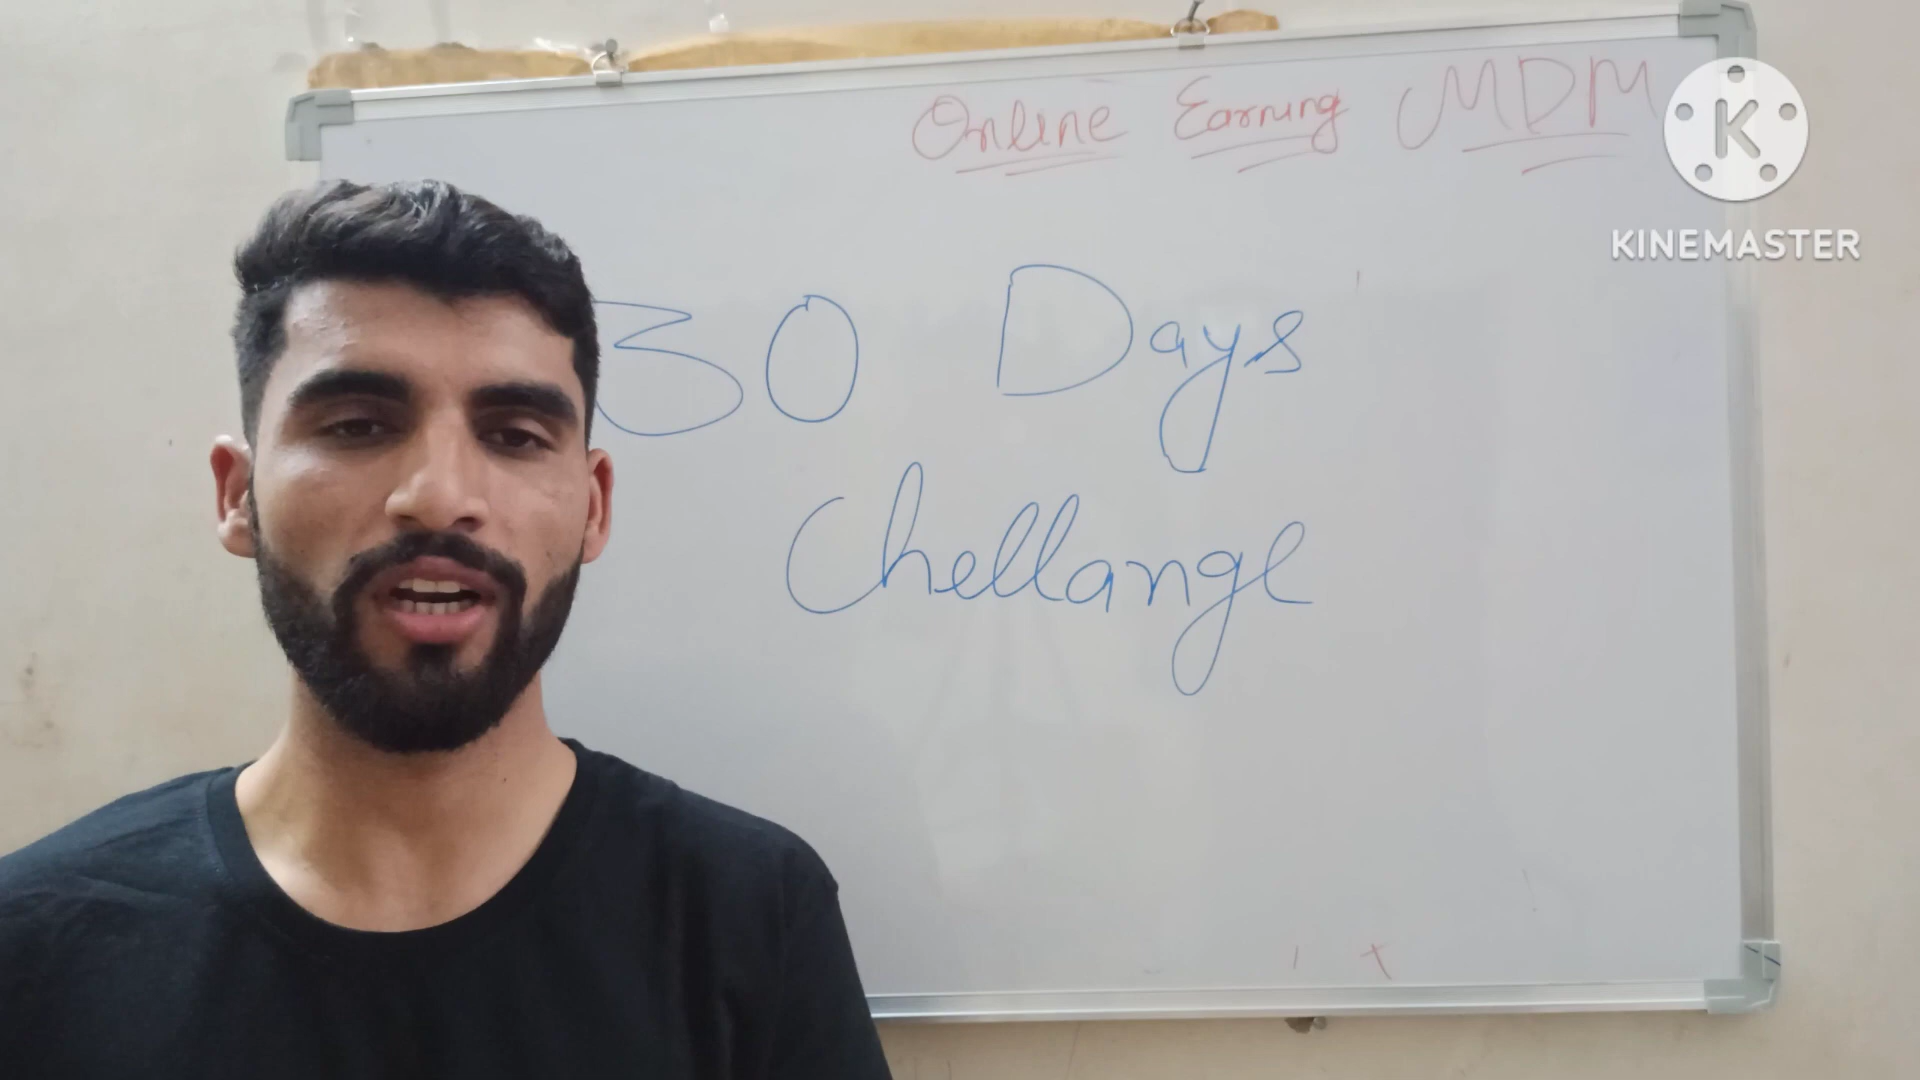 Online Earning MDM
K
KINEMASTER
30 Days
Chellange